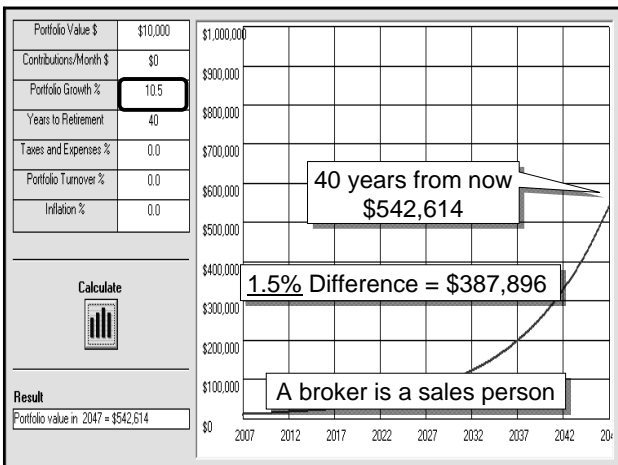 Portfolio Value $ $10,000
Contributions/Month $ $0
Portfolio Growth % 10.5
Years to Retirement 40
Taxes and Expenses % 0.0
Portfolio Turnover % 0.0
Inflation % 0.0
Calculate
Result
Portfolio value in 2047 = $542,614
$1,000,000
$900,000
$800,000
$700,000
$600,000
$500,000
$400,000
$300,000
$200,000
$100,000
$0
40 years from now
$542,614
1.5% Difference = $387,896
A broker is a sales person
2007 2012 2017 2022 2027 2032 2037 2042 204